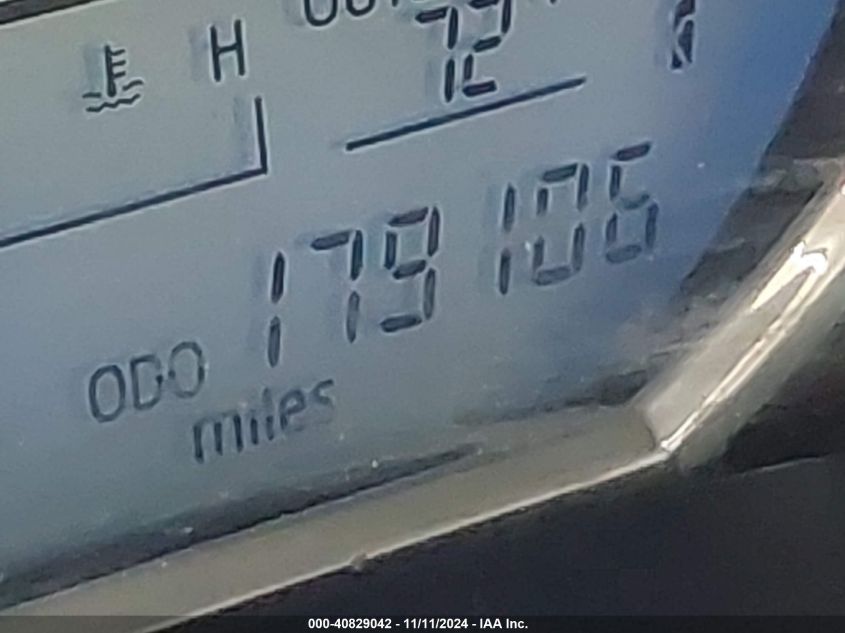 H
72
179106
ODO
miles
000-40829042 - 11/11/2024 - IAA Inc.